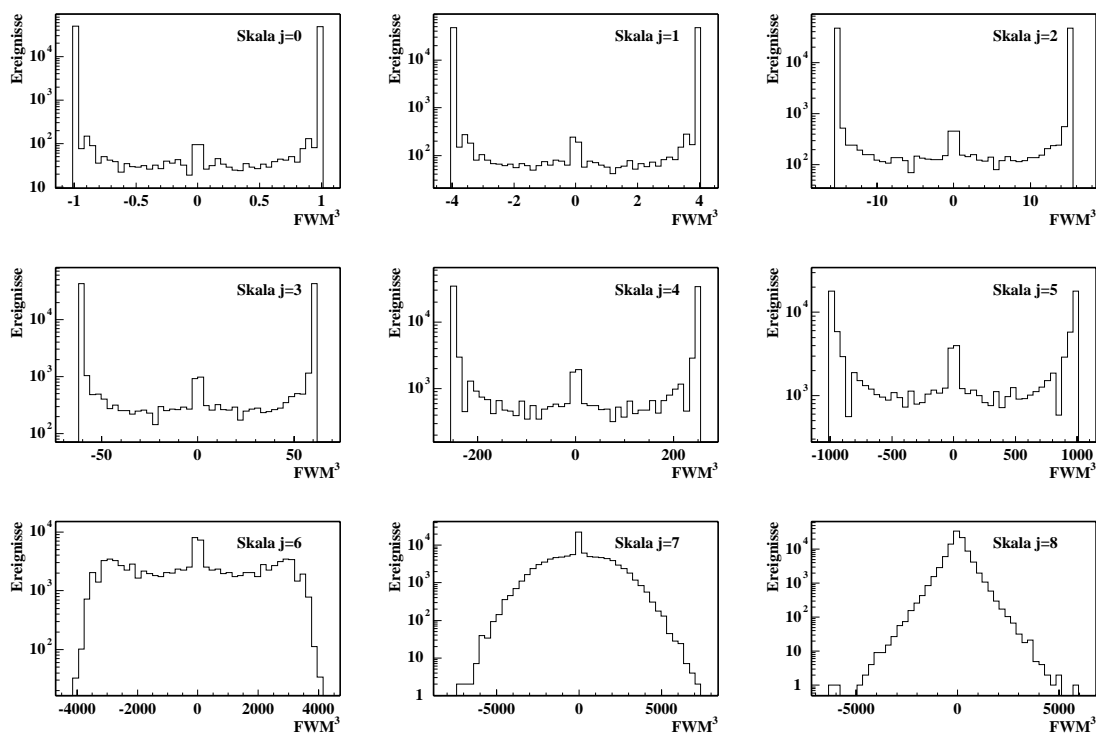 Ereignisse
Skala j=0
10^4
10^3
10^2
10
-1 -0.5 0 0.5 1
FWM^3
Ereignisse
Skala j=1
10^4
10^3
10^2
-4 -2 0 2 4
FWM^3
Ereignisse
Skala j=2
10^4
10^3
10^2
-10 0 10
FWM^3
Ereignisse
Skala j=3
10^4
10^3
10^2
-50 0 50
FWM^3
Ereignisse
Skala j=4
10^4
10^3
-200 0 200
FWM^3
Ereignisse
Skala j=5
10^4
10^3
-1000 -500 0 500 1000
FWM^3
Ereignisse
Skala j=6
10^4
10^3
10^2
-4000 -2000 0 2000 4000
FWM^3
Ereignisse
Skala j=7
10^4
10^3
10^2
10
1
-5000 0 5000
FWM^3
Ereignisse
Skala j=8
10^4
10^3
10^2
10
1
-5000 0 5000
FWM^3